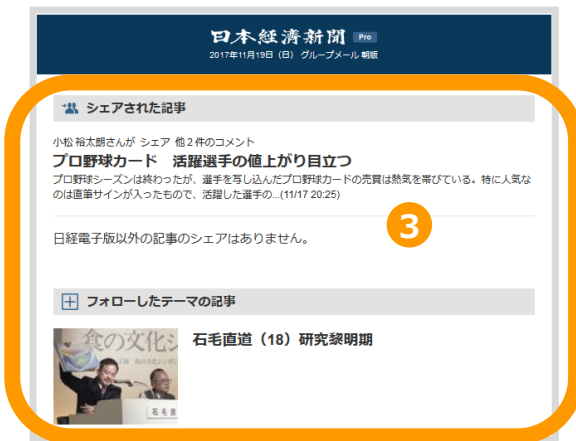 日本経済新聞 Pro
2017年11月19日（日） グループメール 朝版
シェアされた記事
小松 裕太朗さんが シェア 他2件のコメント
プロ野球カード　活躍選手の値上がり目立つ
プロ野球シーズンは終わったが、選手を写し込んだプロ野球カードの売買は熱気を帯びている。特に人気な
のは直筆サインが入ったもので、活躍した選手の...(11/17 20:25)
日経電子版以外の記事のシェアはありません。
3
フォローしたテーマの記事
石毛直道（18）研究黎明期
食の文化シ
石毛直